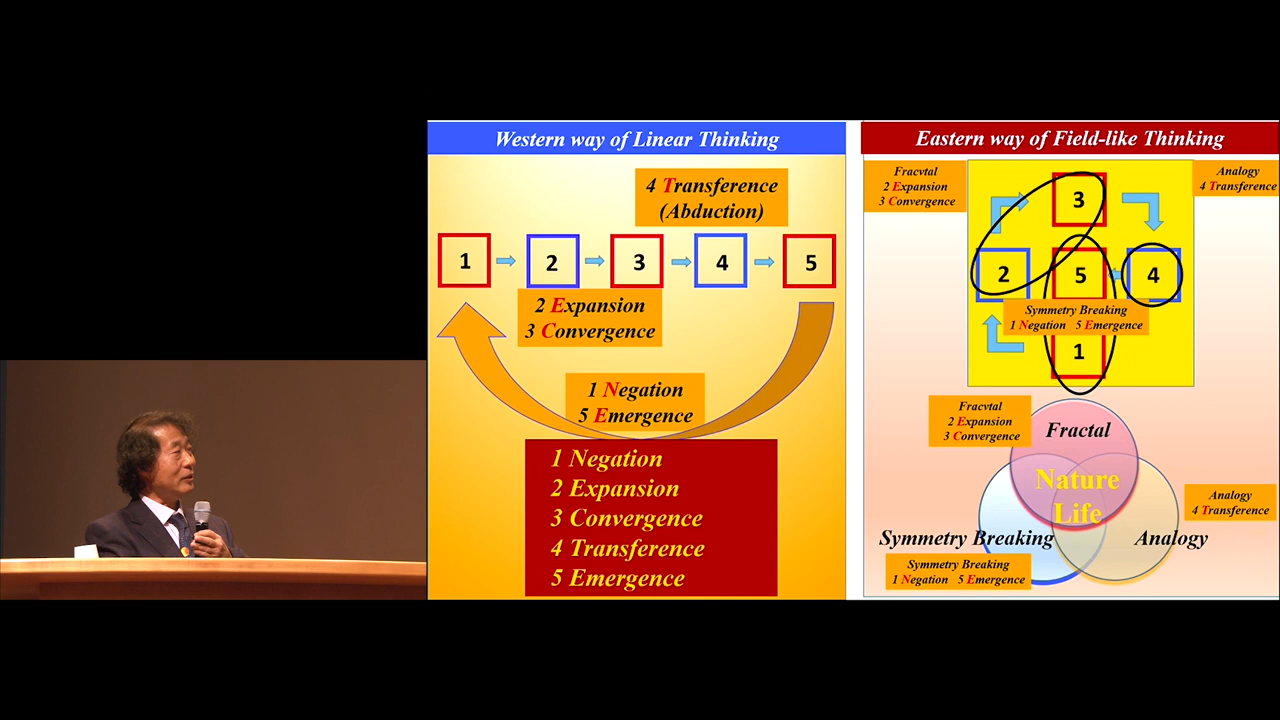 Western way of Linear Thinking
4 Transference
(Abduction)
1
2
3
4
5
2 Expansion
3 Convergence
1 Negation
5 Emergence
1 Negation
2 Expansion
3 Convergence
4 Transference
5 Emergence
Eastern way of Field-like Thinking
Fracvtal
2 Expansion
3 Convergence
Analogy
4 Transference
3
2
5
4
Symmetry Breaking
1 Negation 5 Emergence
1
Fracvtal
2 Expansion
3 Convergence
Fractal
Nature
Life
Analogy
4 Transference
Symmetry Breaking
Analogy
Symmetry Breaking
1 Negation 5 Emergence